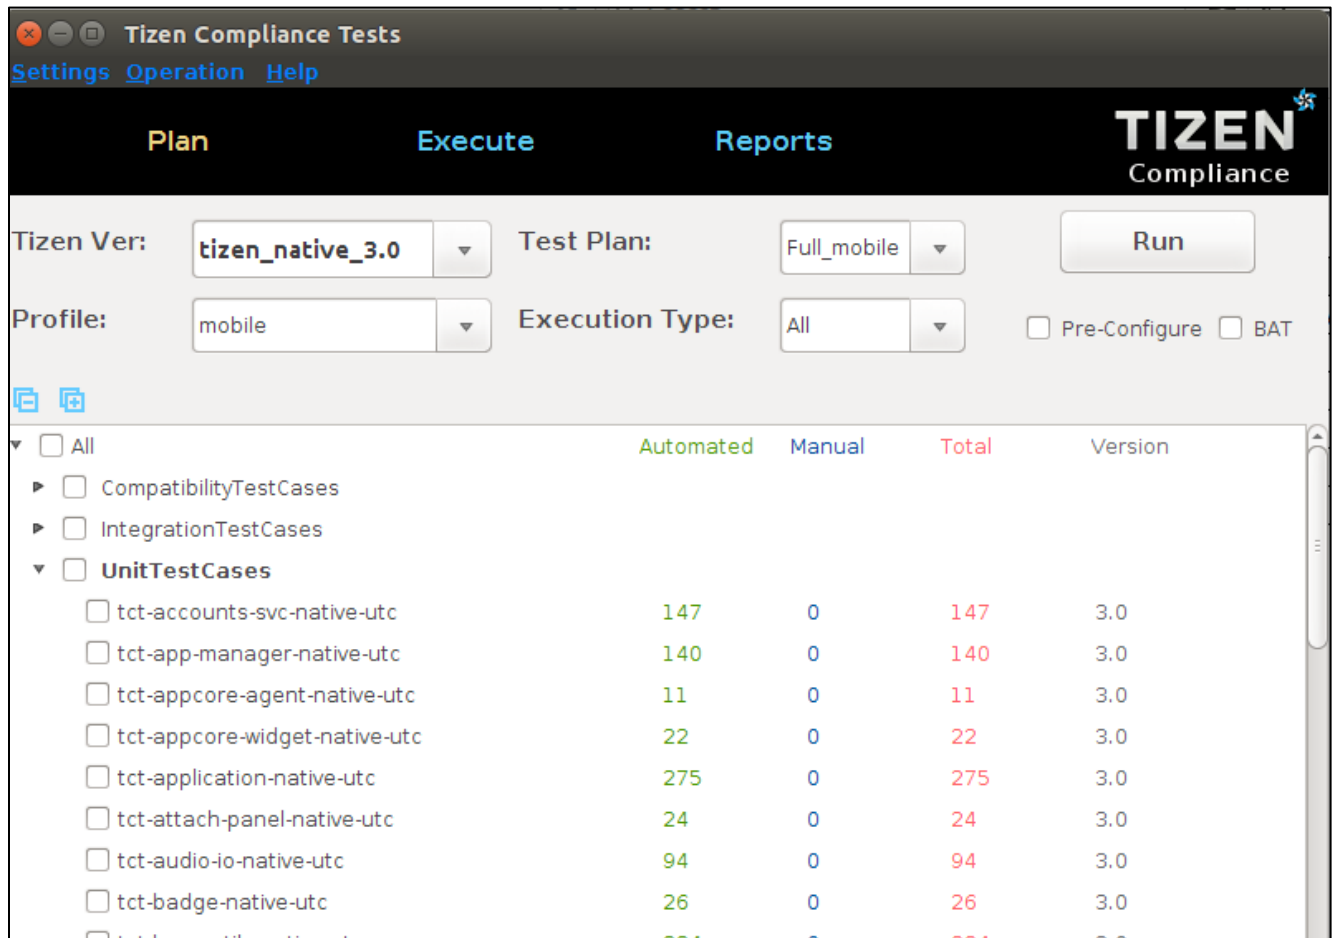 Tizen Compliance Tests
Settings Operation Help
Plan Execute Reports TIZEN
Compliance
Tizen Ver: tizen_native_3.0 Test Plan: Full_mobile Run
Profile: mobile Execution Type: All Pre-Configure BAT
All Automated Manual Total Version
CompatibilityTestCases
IntegrationTestCases
UnitTestCases
tct-accounts-svc-native-utc 147 0 147 3.0
tct-app-manager-native-utc 140 0 140 3.0
tct-appcore-agent-native-utc 11 0 11 3.0
tct-appcore-widget-native-utc 22 0 22 3.0
tct-application-native-utc 275 0 275 3.0
tct-attach-panel-native-utc 24 0 24 3.0
tct-audio-io-native-utc 94 0 94 3.0
tct-badge-native-utc 26 0 26 3.0